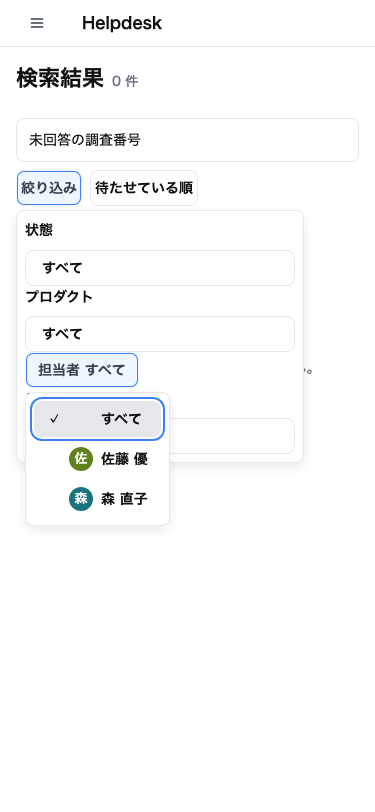 Helpdesk
検索結果 0 件
未回答の調査番号
絞り込み 待たせている順
状態
すべて
プロダクト
すべて
担当者 すべて
✓ すべて
佐 佐藤 優
森 森 直子